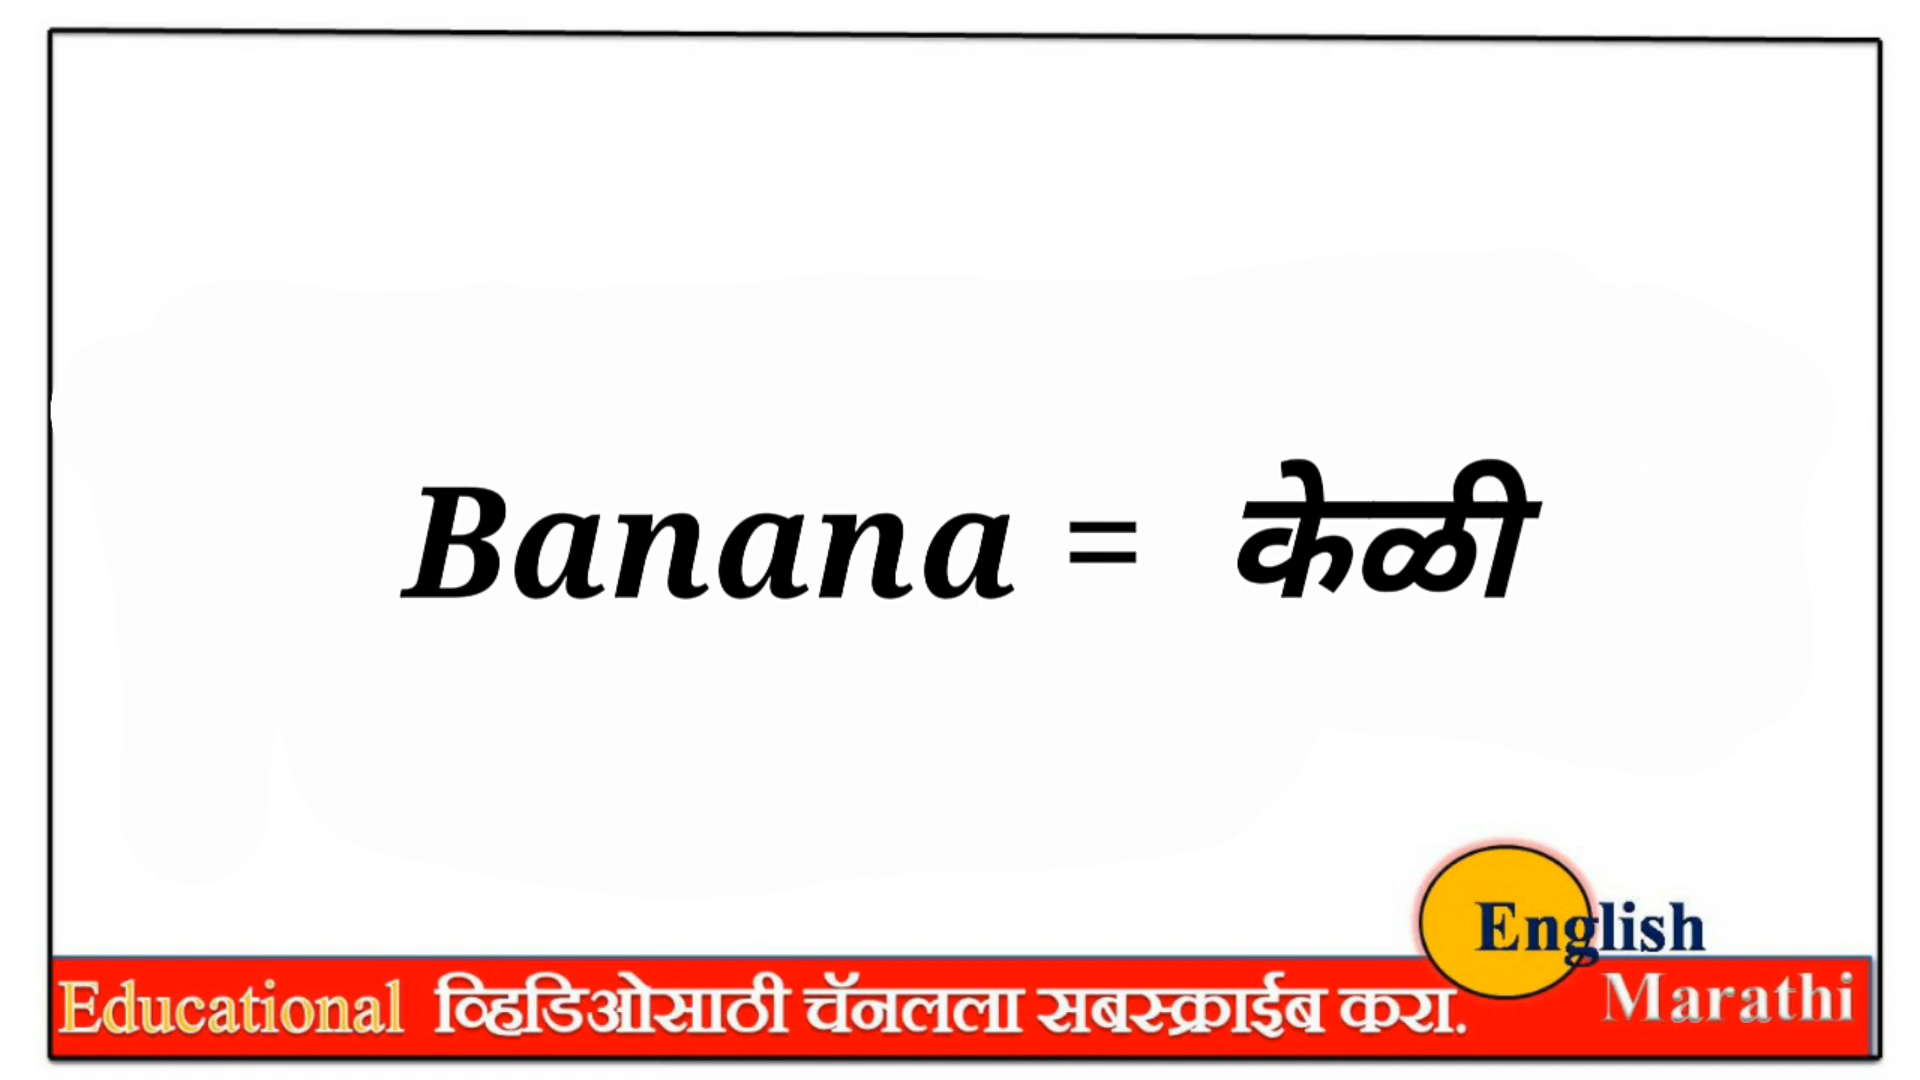 Banana = केळी
English
Educational व्हिडिओसाठी चॅनलला सबस्क्राईब करा.
Marathi